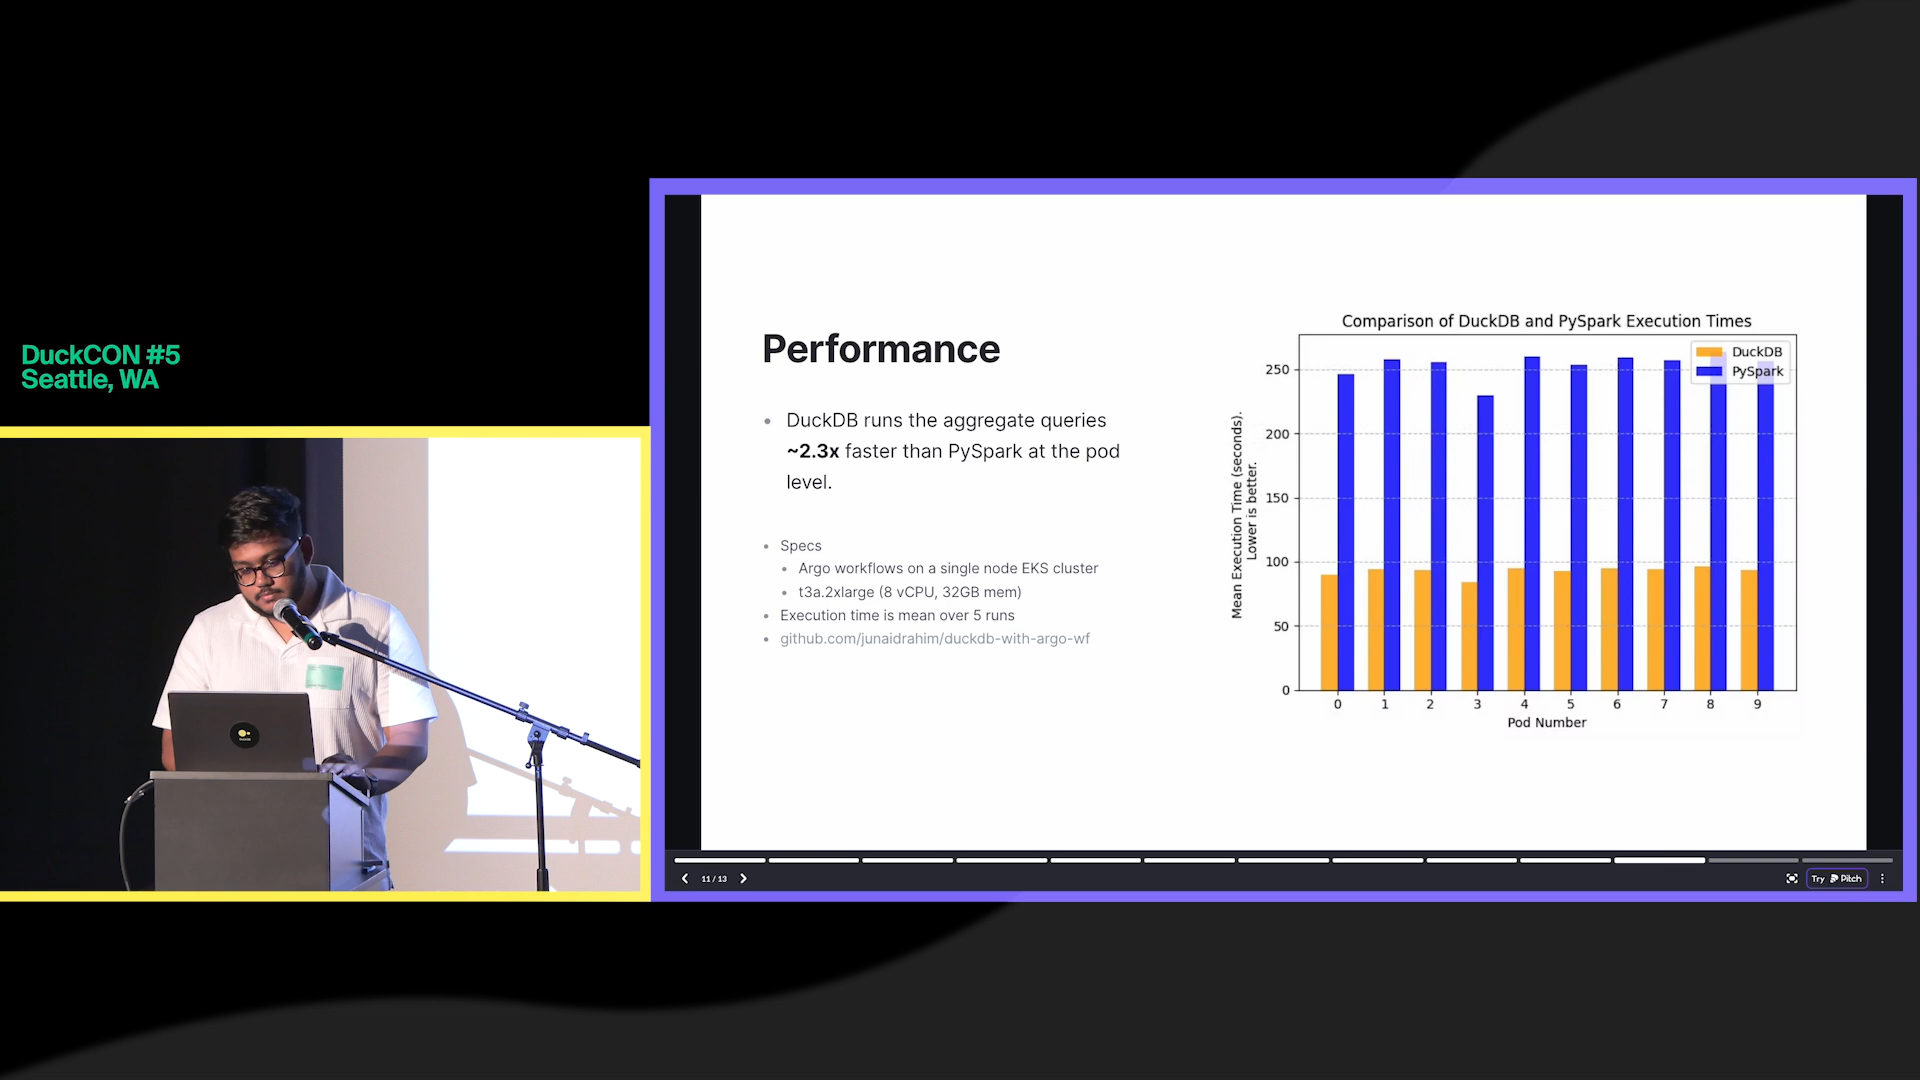 DuckCON #5
Seattle, WA
Performance
DuckDB runs the aggregate queries
~2.3x faster than PySpark at the pod
level.
Specs
Argo workflows on a single node EKS cluster
t3a.2xlarge (8 vCPU, 32GB mem)
Execution time is mean over 5 runs
github.com/junaidrahim/duckdb-with-argo-wf
Comparison of DuckDB and PySpark Execution Times
DuckDB
PySpark
Mean Execution Time (seconds).
Lower is better.
250
200
150
100
50
0
0 1 2 3 4 5 6 7 8 9
Pod Number
11 / 13
Try Pitch